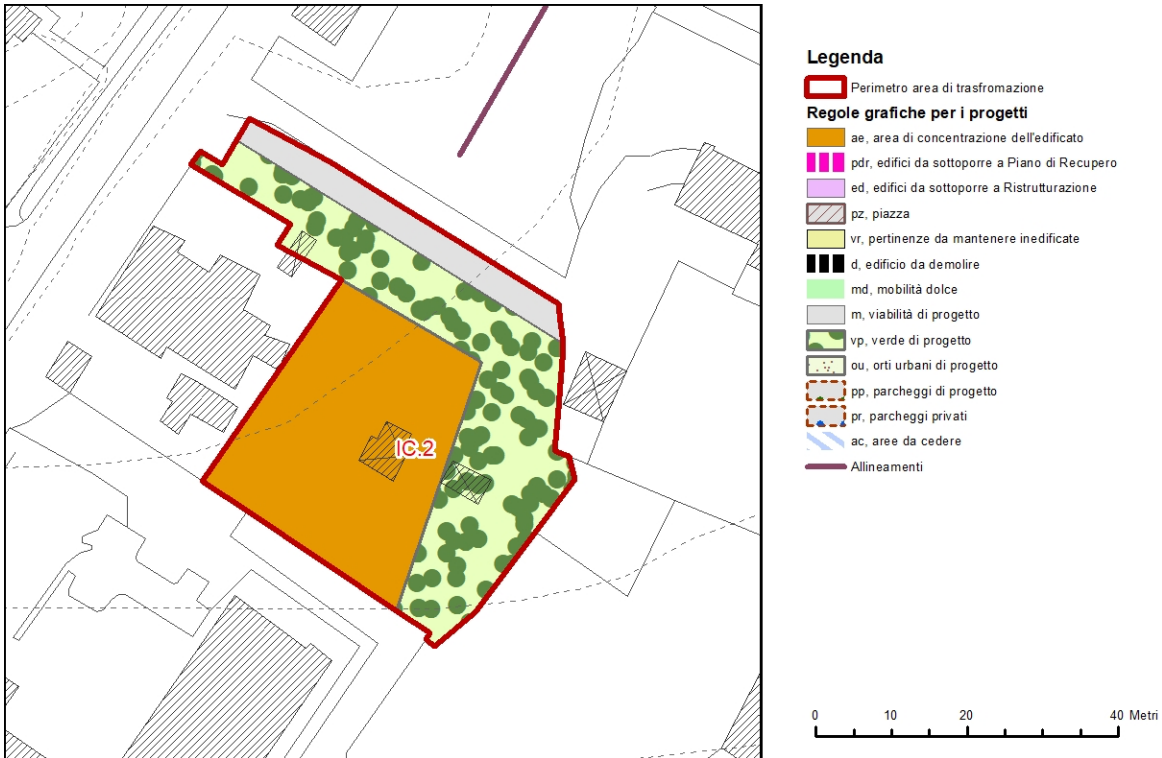 Legenda
Perimetro area di trasfromazione
Regole grafiche per i progetti
ae, area di concentrazione dell'edificato
pdr, edifici da sottoporre a Piano di Recupero
ed, edifici da sottoporre a Ristrutturazione
pz, piazza
vr, pertinenze da mantenere inedificate
d, edificio da demolire
md, mobilità dolce
m, viabilità di progetto
vp, verde di progetto
ou, orti urbani di progetto
pp, parcheggi di progetto
pr, parcheggi privati
ac, aree da cedere
Allineamenti
IC.2
0 10 20 40 Metri